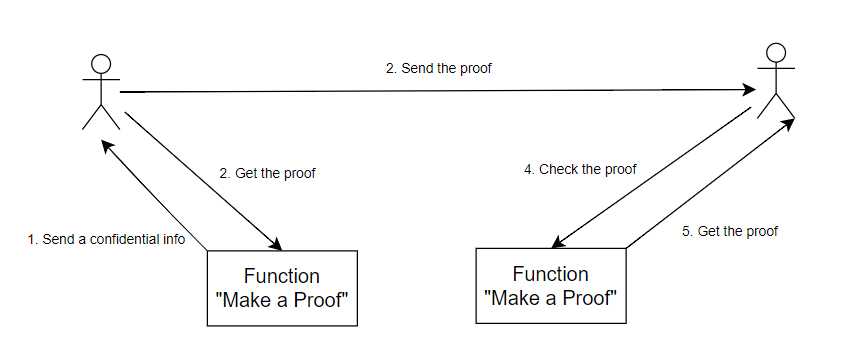 2. Send the proof
2. Get the proof
4. Check the proof
1. Send a confidential info
5. Get the proof
Function
"Make a Proof"
Function
"Make a Proof"